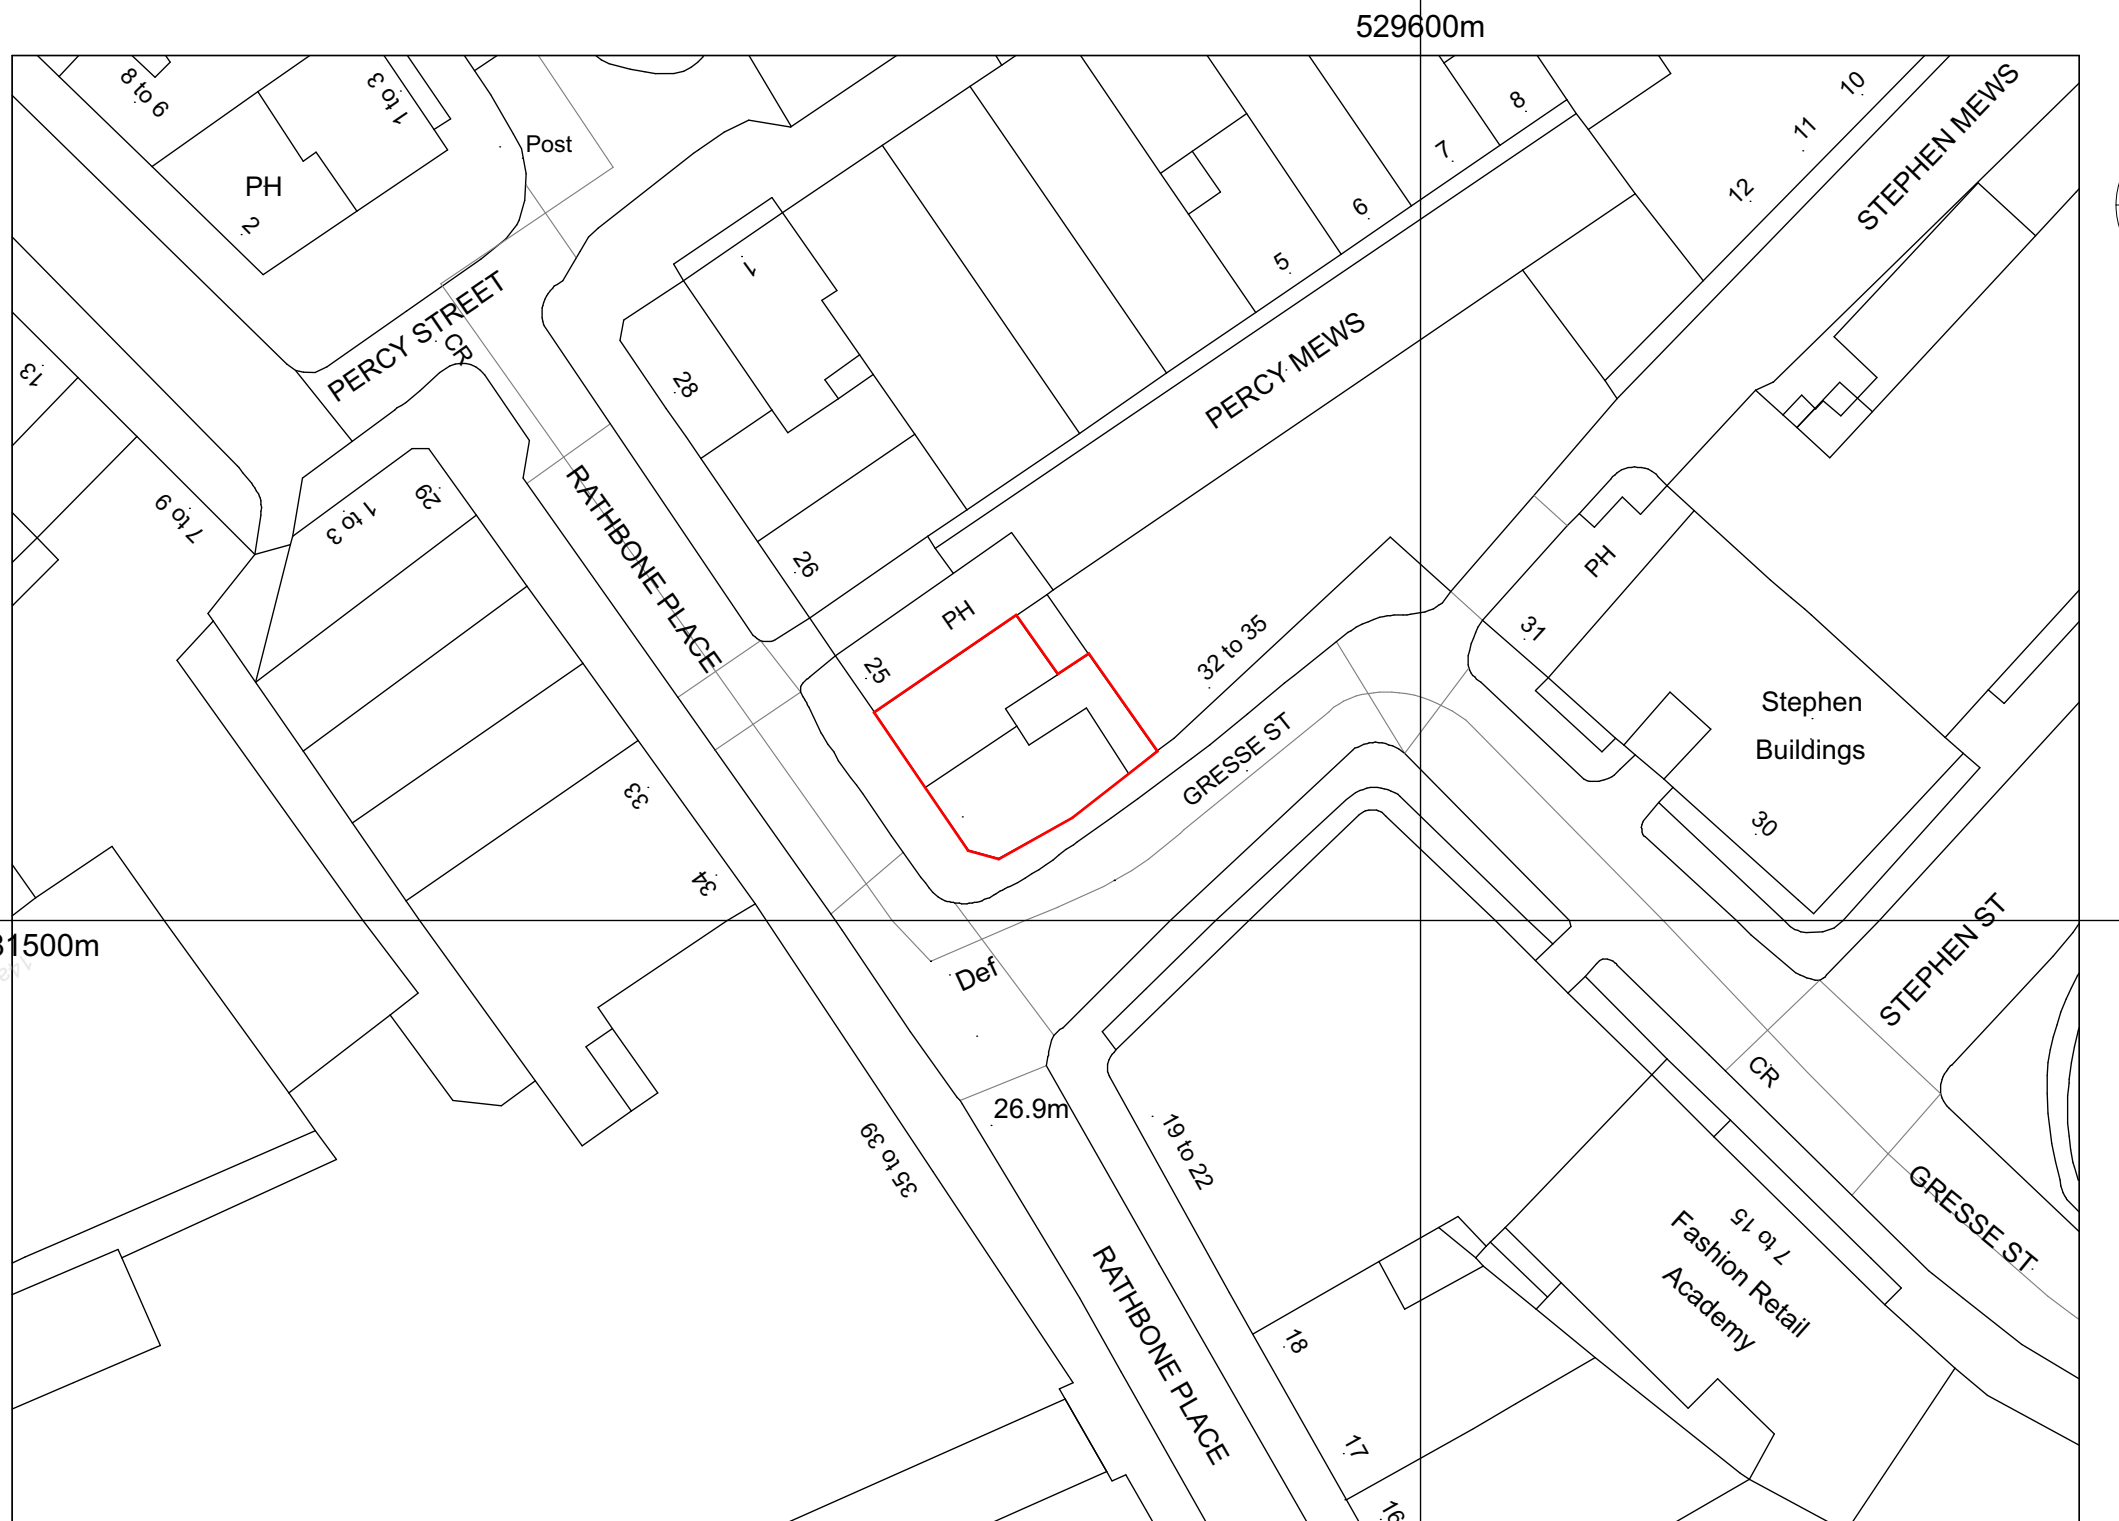 529600m
6 to 8
1 to 3
Post
PH
2
8
10
11
12
7
6
5
STEPHEN MEWS
PERCY STREET
CR
1
28
PERCY MEWS
13
7 to 9
1 to 3
29
RATHBONE PLACE
26
PH
25
32 to 35
PH
31
GRESSE ST
Stephen
Buildings
30
33
34
31500m
Def
STEPHEN ST
CR
26.9m
35 to 39
19 to 22
GRESSE ST
7 to 15
Fashion Retail
Academy
RATHBONE PLACE
18
17
16